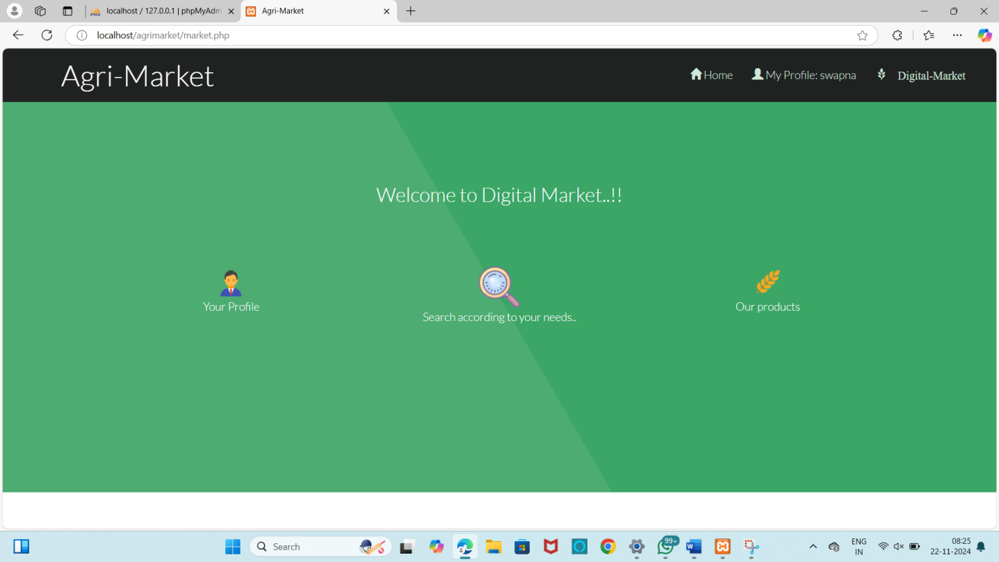 localhost / 127.0.0.1 | phpMyAdm
Agri-Market
localhost/agrimarket/market.php
Agri-Market
Home
My Profile: swapna
Digital-Market
Welcome to Digital Market..!!
Your Profile
Search according to your needs..
Our products
Search
99+
ENG
IN
08:25
22-11-2024